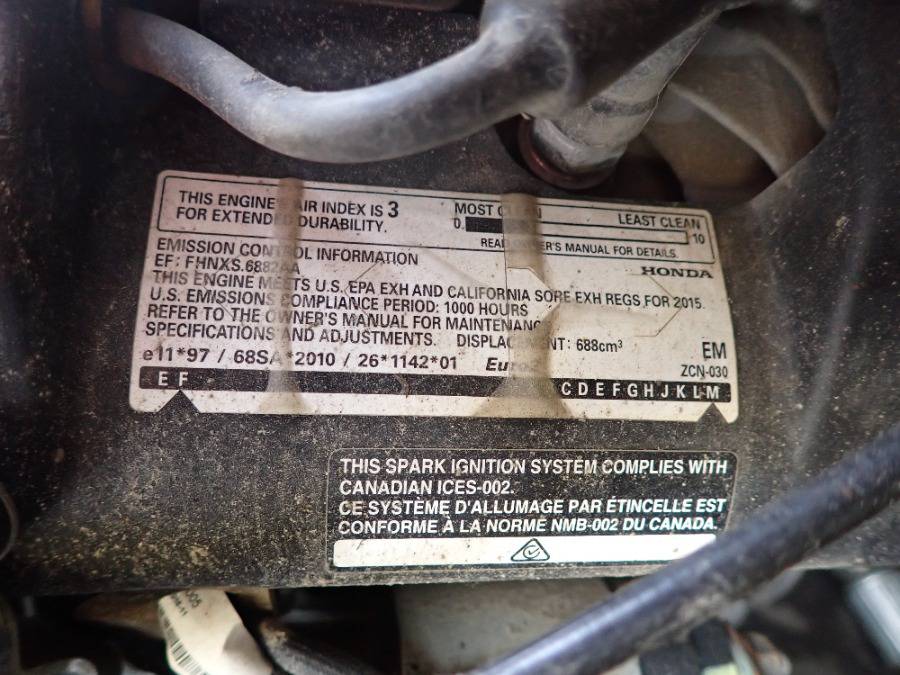 THIS ENGINE'S AIR INDEX IS 3
FOR EXTENDED DURABILITY.
MOST CLEAN LEAST CLEAN
0. 10
READ OWNER'S MANUAL FOR DETAILS.
EMISSION CONTROL INFORMATION
HONDA
EF: FHNXS.6882AA
THIS ENGINE MEETS U.S. EPA EXH AND CALIFORNIA SORE EXH REGS FOR 2015.
U.S. EMISSIONS COMPLIANCE PERIOD: 1000 HOURS
REFER TO THE OWNER'S MANUAL FOR MAINTENANCE
SPECIFICATIONS AND ADJUSTMENTS. DISPLACEMENT: 688cm³ EM
e11*97 / 68SA*2010 / 26*1142*01 ZCN-030
E F C D E F G H J K L M
THIS SPARK IGNITION SYSTEM COMPLIES WITH
CANADIAN ICES-002.
CE SYSTÈME D'ALLUMAGE PAR ÉTINCELLE EST
CONFORME À LA NORME NMB-002 DU CANADA.